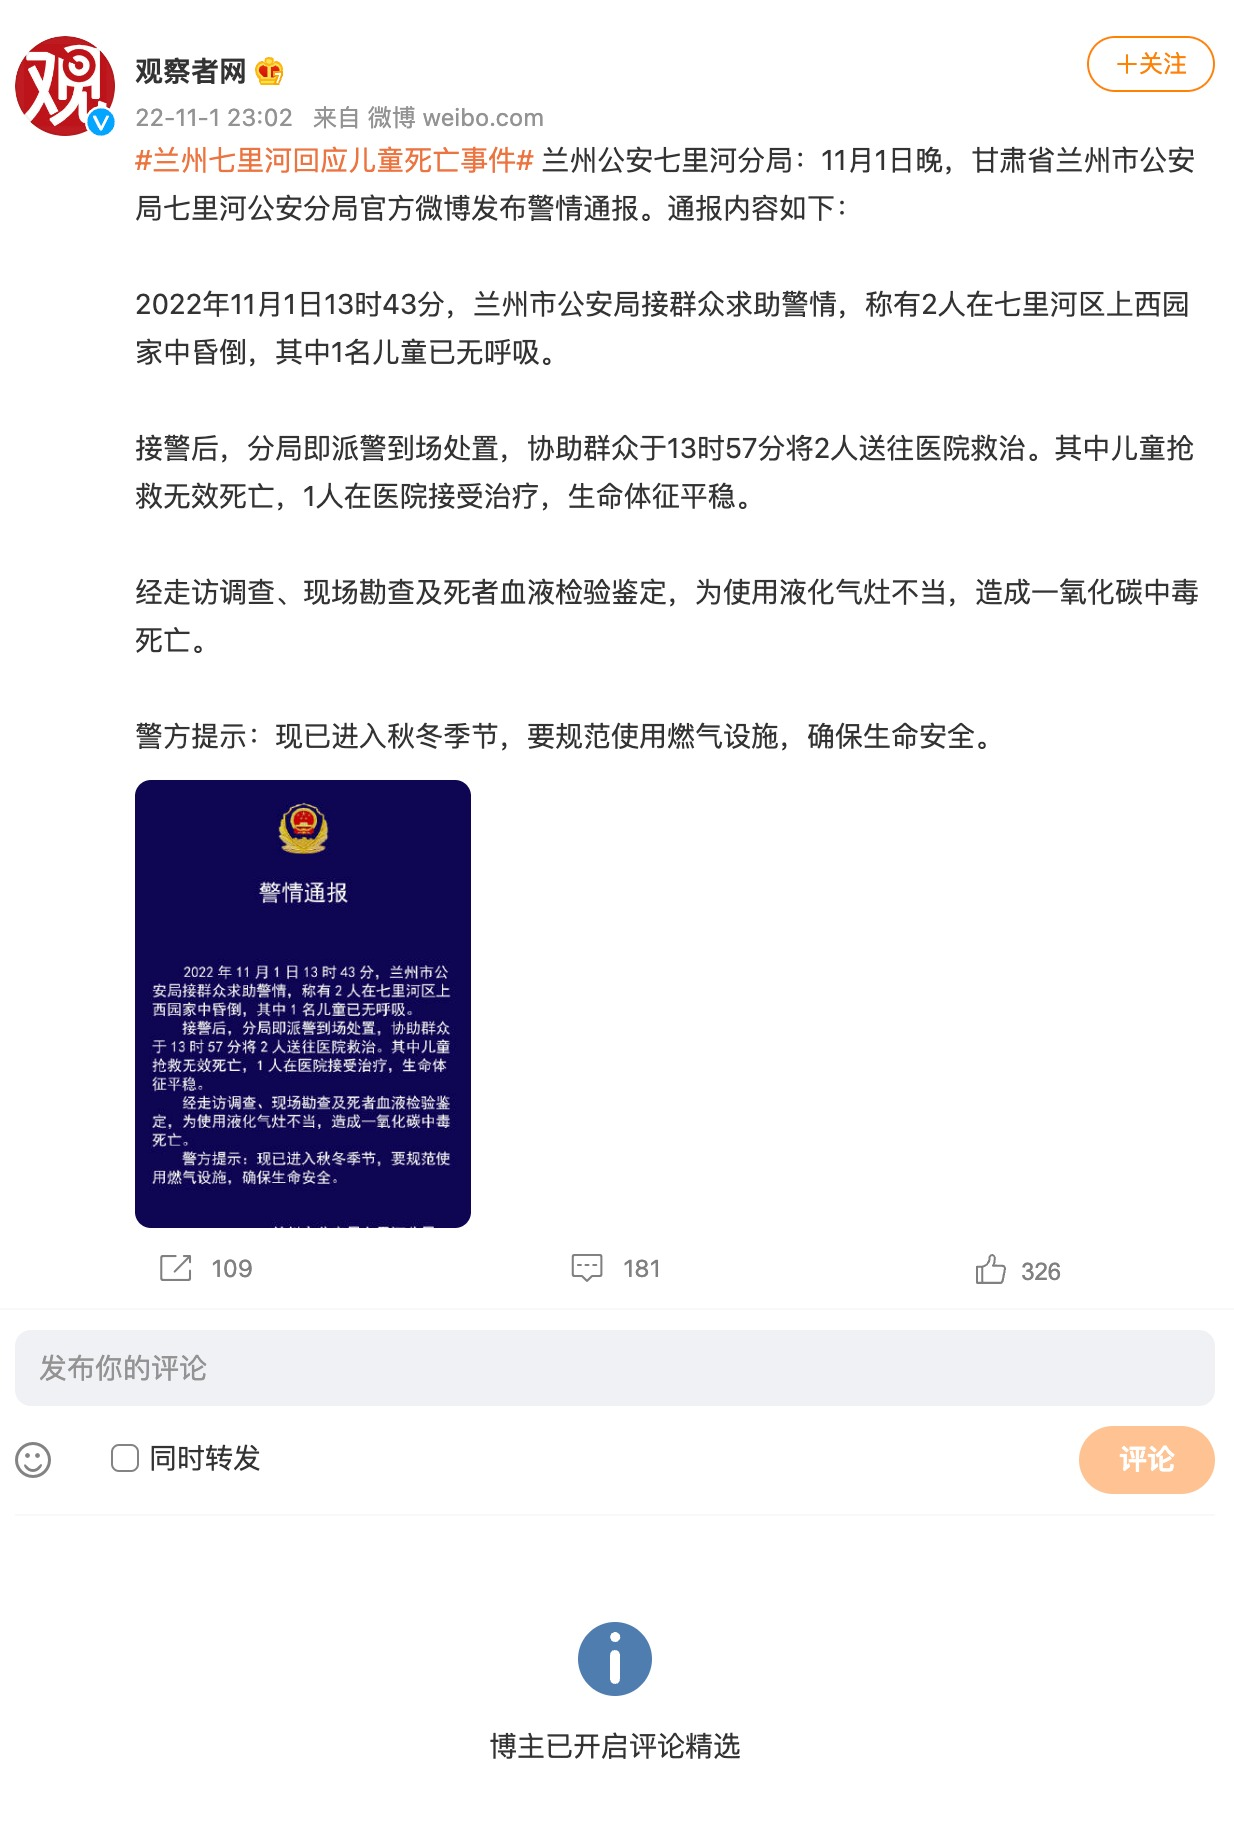 观
观察者网
+关注
22-11-1 23:02 来自 微博 weibo.com
#兰州七里河回应儿童死亡事件# 兰州公安七里河分局：11月1日晚，甘肃省兰州市公安
局七里河公安分局官方微博发布警情通报。通报内容如下：
2022年11月1日13时43分，兰州市公安局接群众求助警情，称有2人在七里河区上西园
家中昏倒，其中1名儿童已无呼吸。
接警后，分局即派警到场处置，协助群众于13时57分将2人送往医院救治。其中儿童抢
救无效死亡，1人在医院接受治疗，生命体征平稳。
经走访调查、现场勘查及死者血液检验鉴定，为使用液化气灶不当，造成一氧化碳中毒
死亡。
警方提示：现已进入秋冬季节，要规范使用燃气设施，确保生命安全。
警情通报
2022 年 11 月 1 日 13 时 43 分，兰州市公
安局接群众求助警情，称有 2 人在七里河区上
西园家中昏倒，其中 1 名儿童已无呼吸。
接警后，分局即派警到场处置，协助群众
于 13 时 57 分将 2 人送往医院救治。其中儿童
抢救无效死亡，1 人在医院接受治疗，生命体
征平稳。
经走访调查、现场勘查及死者血液检验鉴
定，为使用液化气灶不当，造成一氧化碳中毒
死亡。
警方提示：现已进入秋冬季节，要规范使
用燃气设施，确保生命安全。
109
181
326
发布你的评论
同时转发
评论
博主已开启评论精选